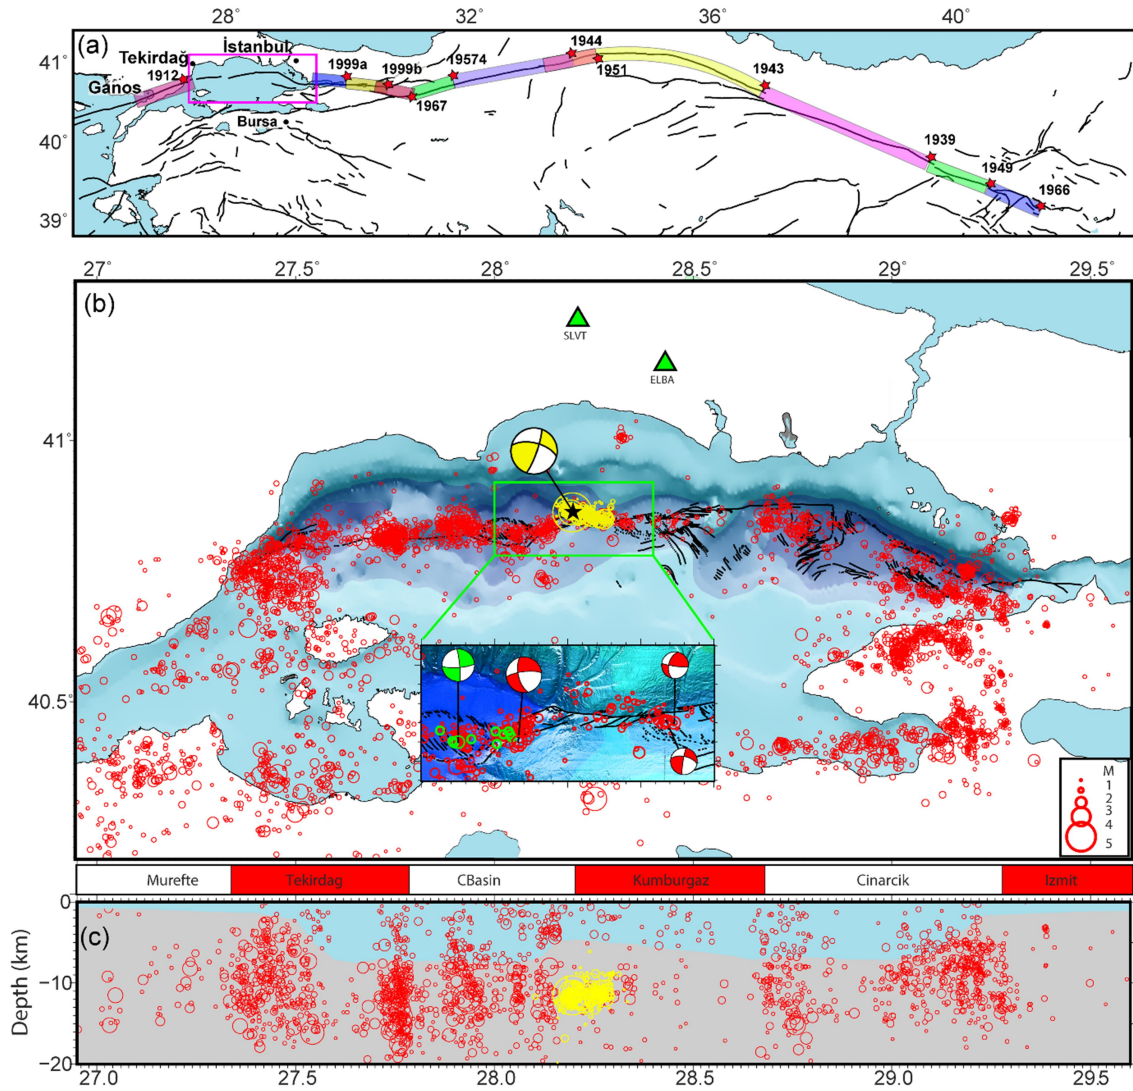 28° 32° 36° 40°
(a)
İstanbul
Tekirdağ
41°
1944
1912
1999a
19574
1999b
1951
1943
Ganos
1967
Bursa
40°
1939
1949
1966
39°
27° 27.5° 28° 28.5° 29° 29.5°
(b)
SLVT
ELBA
41°
40.5°
M
1
2
3
4
5
Murefte Tekirdag CBasin Kumburgaz Cinarcik Izmit
(c)
0
−10
−20
Depth (km)
27.0 27.5 28.0 28.5 29.0 29.5